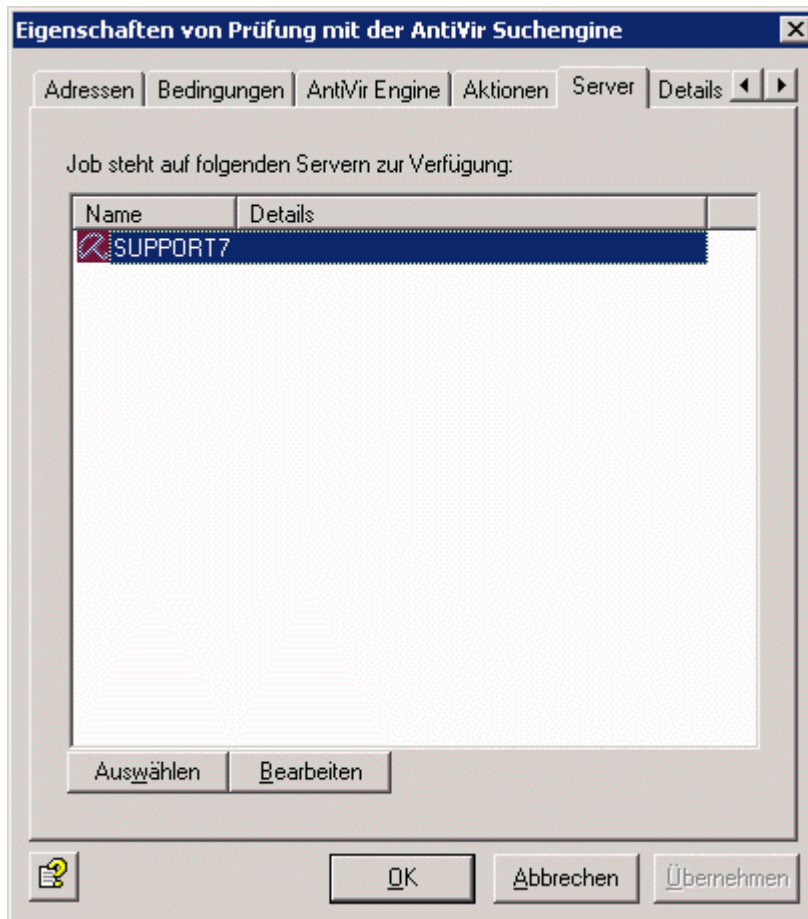 Eigenschaften von Prüfung mit der AntiVir Suchengine
Adressen Bedingungen AntiVir Engine Aktionen Server Details
Job steht auf folgenden Servern zur Verfügung:
Name Details
SUPPORT7
Auswählen Bearbeiten
OK Abbrechen Übernehmen